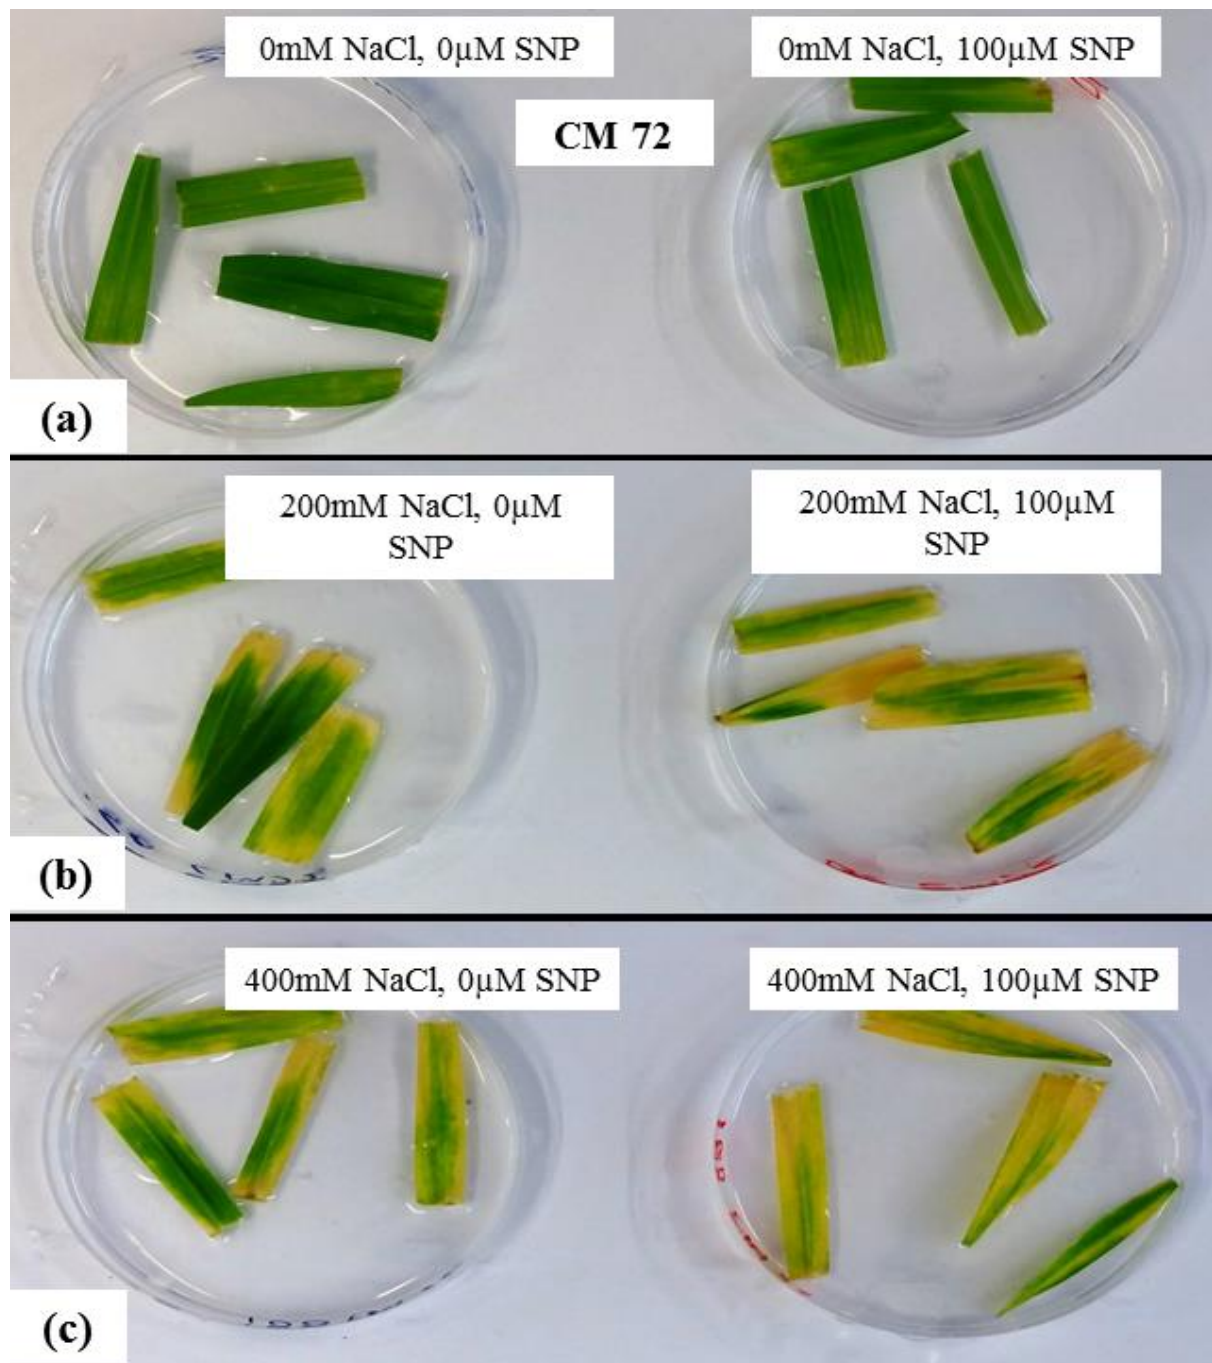 0mM NaCl, 0µM SNP
0mM NaCl, 100µM SNP
CM 72
(a)
200mM NaCl, 0µM
SNP
200mM NaCl, 100µM
SNP
(b)
400mM NaCl, 0µM SNP
400mM NaCl, 100µM SNP
(c)